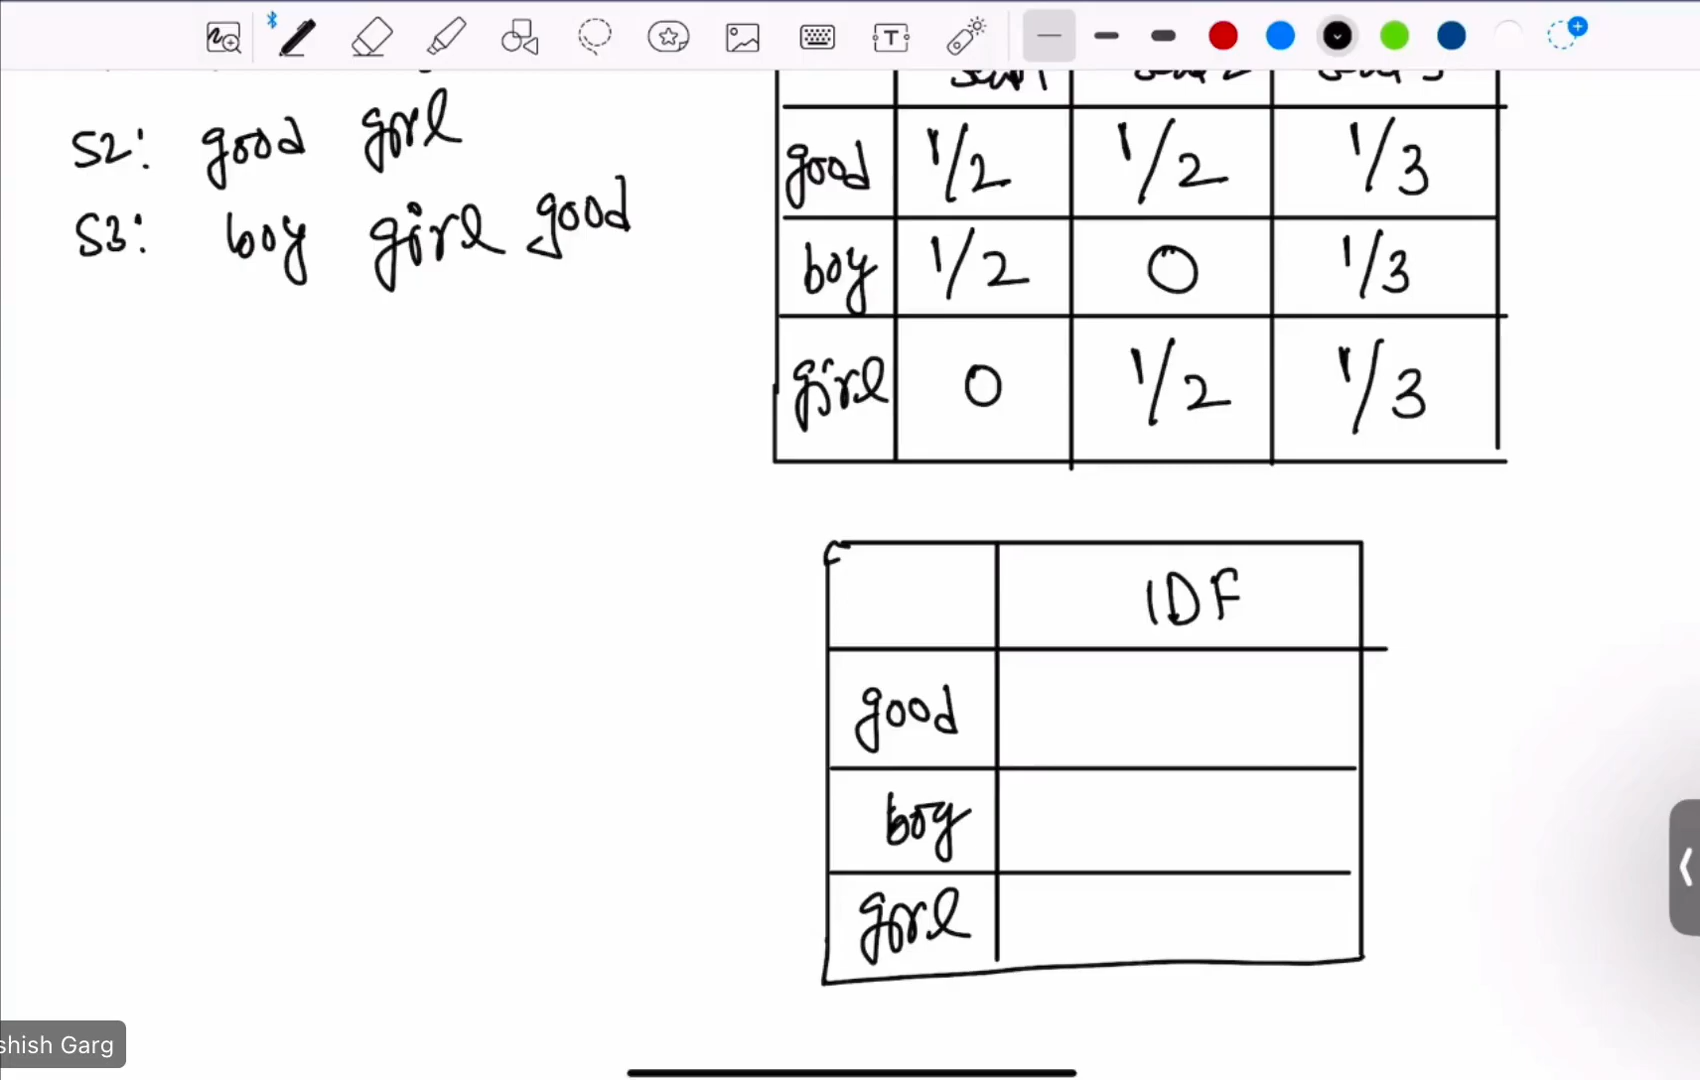 S2: good girl
S3: boy girl good
good 1/2 1/2 1/3
boy 1/2 0 1/3
girl 0 1/2 1/3
IDF
good
boy
girl
shish Garg